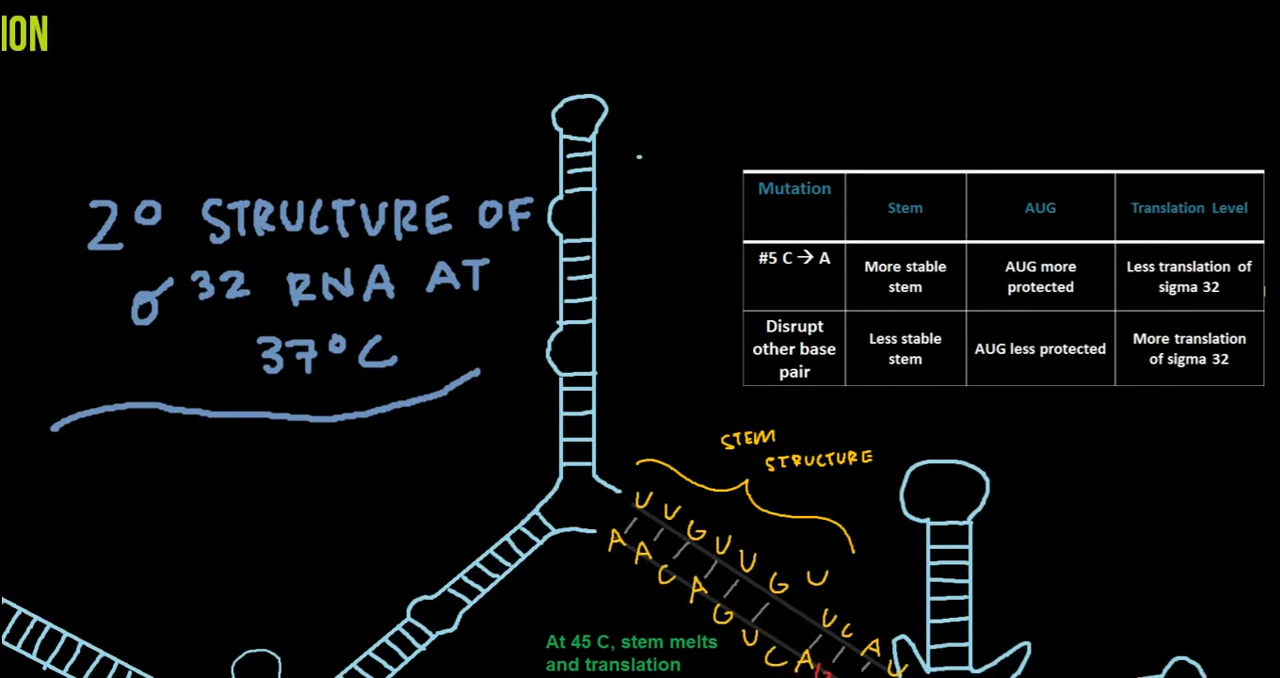 ION
2° STRUCTURE OF
σ 32 RNA AT
37°C
Mutation
Stem
AUG
Translation Level
#5 C → A
More stable
stem
AUG more
protected
Less translation of
sigma 32
Disrupt
other base
pair
Less stable
stem
AUG less protected
More translation
of sigma 32
STEM
STRUCTURE
U U G U U G U
U C A U
A A C A G U C A
At 45 C, stem melts
and translation